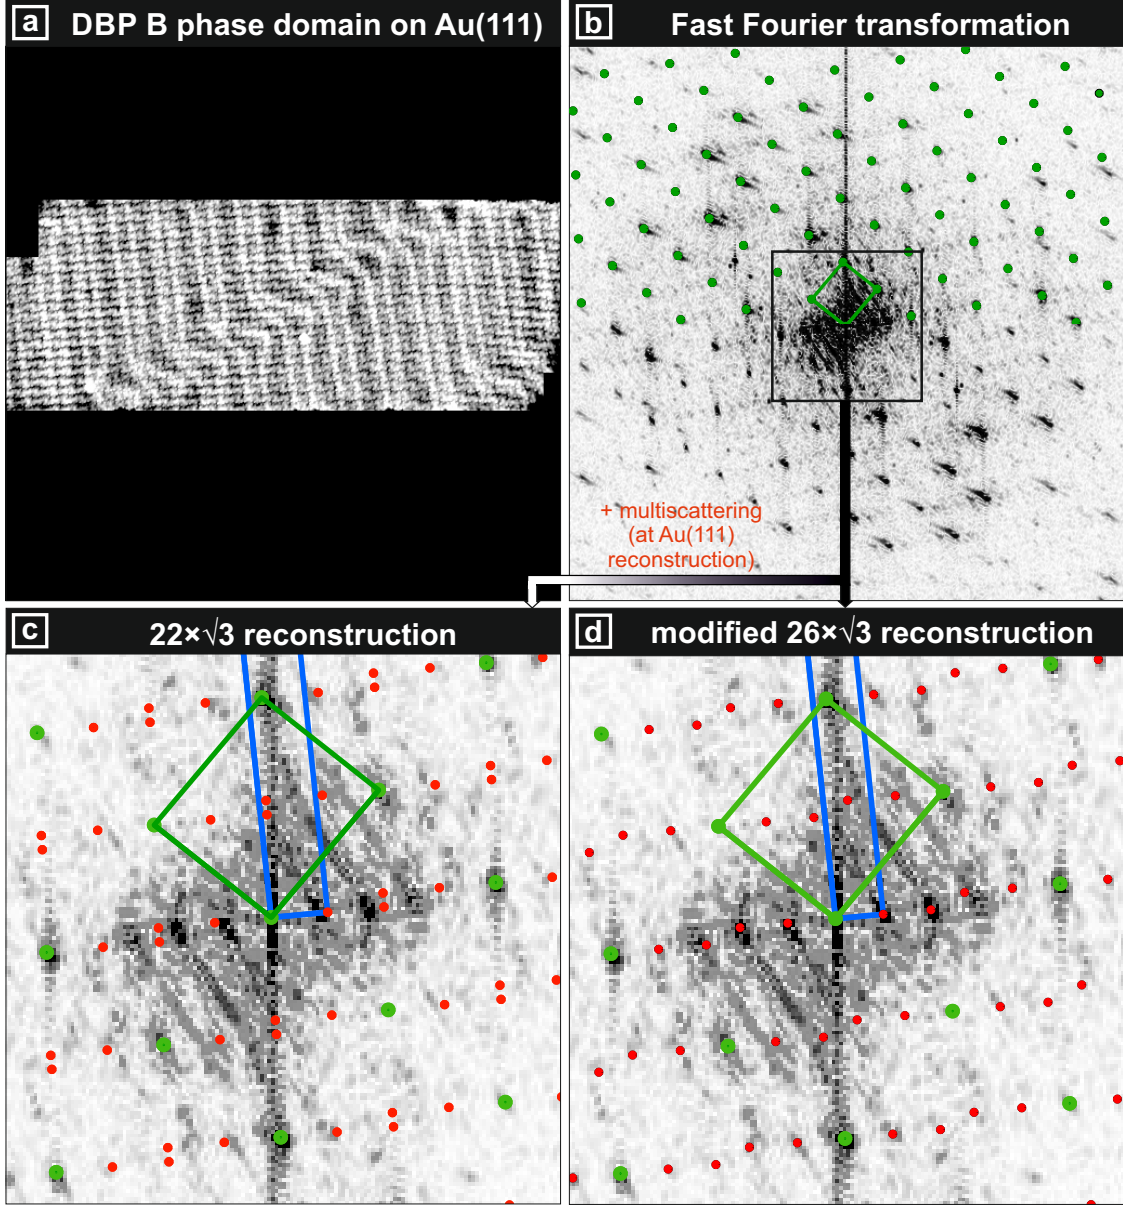 a DBP B phase domain on Au(111)
b Fast Fourier transformation
+ multiscattering
(at Au(111)
reconstruction)
c 22×√3 reconstruction
d modified 26×√3 reconstruction